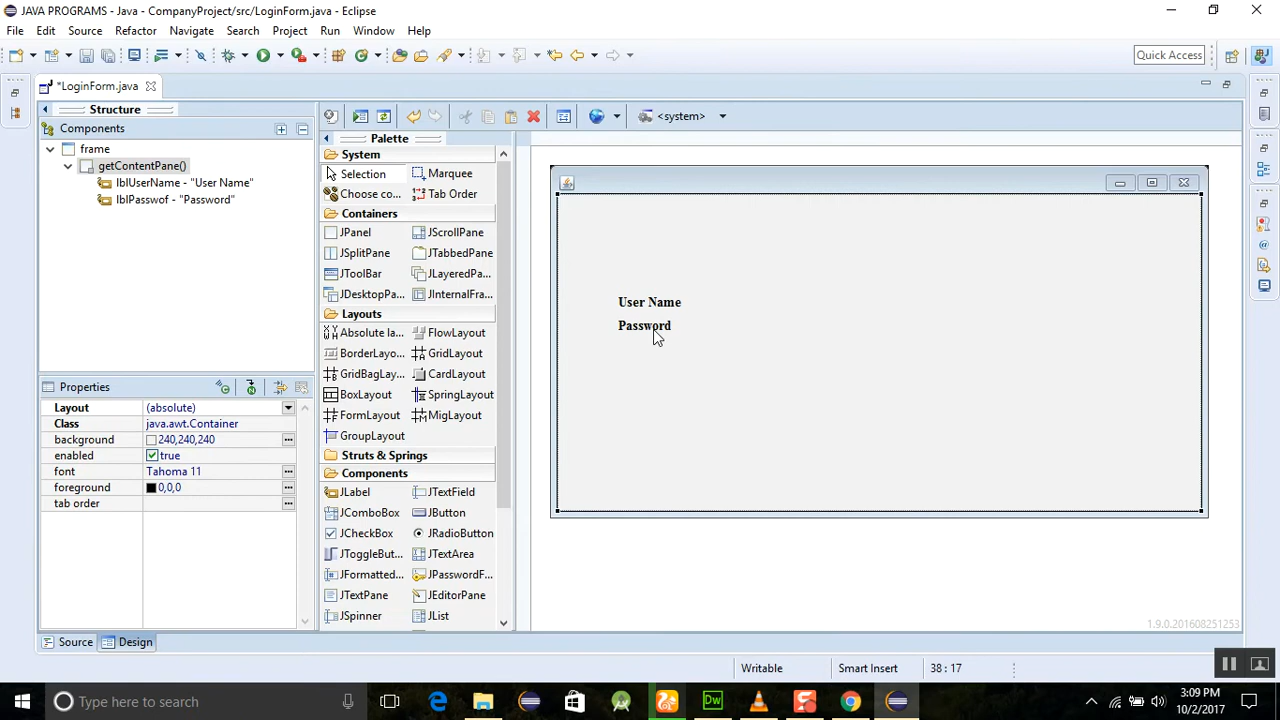 JAVA PROGRAMS - Java - CompanyProject/src/LoginForm.java - Eclipse
File Edit Source Refactor Navigate Search Project Run Window Help
Quick Access
*LoginForm.java
Structure
Components
frame
getContentPane()
lblUserName - "User Name"
lblPasswof - "Password"
Properties
Layout (absolute)
Class java.awt.Container
background 240,240,240
enabled true
font Tahoma 11
foreground 0,0,0
tab order
<system>
Palette
System
Selection Marquee
Choose co... Tab Order
Containers
JPanel JScrollPane
JSplitPane JTabbedPane
JToolBar JLayeredPa...
JDesktopPa... JInternalFra...
Layouts
Absolute la... FlowLayout
BorderLayo... GridLayout
GridBagLay... CardLayout
BoxLayout SpringLayout
FormLayout MigLayout
GroupLayout
Struts & Springs
Components
JLabel JTextField
JComboBox JButton
JCheckBox JRadioButton
JToggleBut... JTextArea
JFormatted... JPasswordF...
JTextPane JEditorPane
JSpinner JList
User Name
Password
1.9.0.201608251253
Source Design
Writable Smart Insert 38 : 17
Type here to search
3:09 PM
10/2/2017